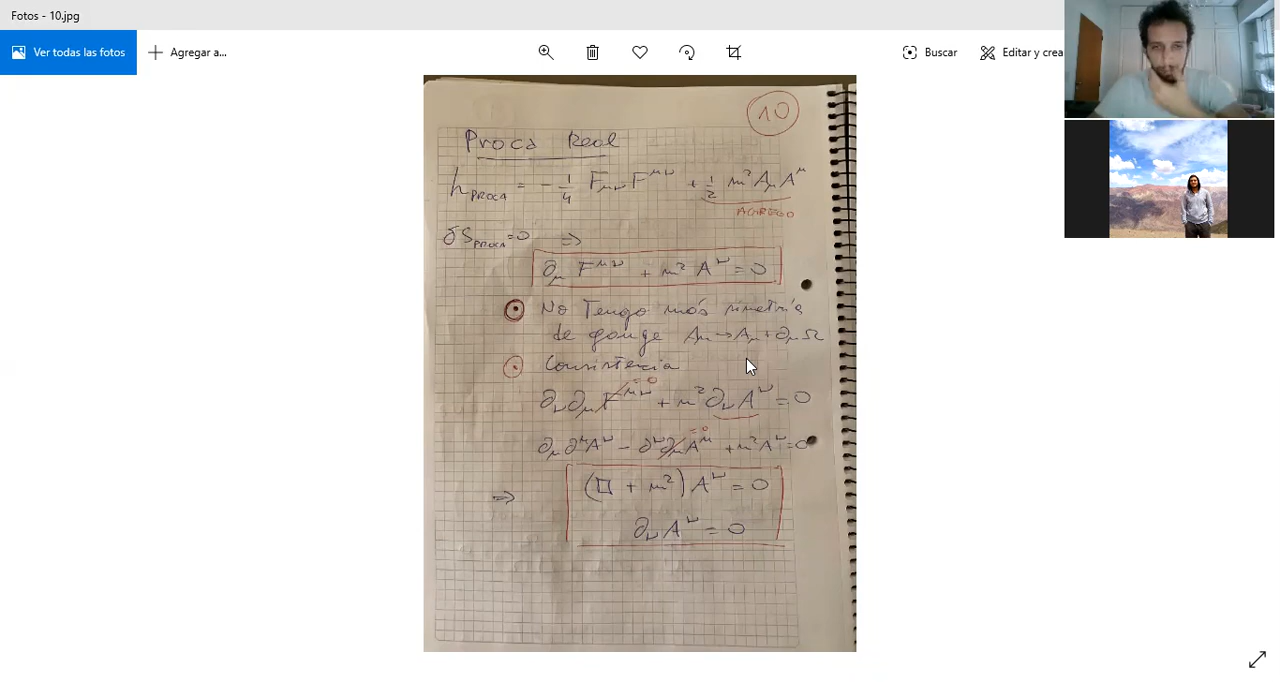 Fotos - 10.jpg
Ver todas las fotos
Agregar a...
Buscar
Editar y crea
10
Proca Real
ℒ_PROCA = -1/4 F_μν F^μν + 1/2 m² A_μ A^μ
AGREGO
δS_PROCA = 0 ⇒
∂_μ F^μν + m² A^ν = 0
No Tengo más simetría
de gauge A_μ → A_μ + ∂_μ Ω
Consistencia
∂_ν ∂_μ F^μν = 0 + m² ∂_ν A^ν = 0
∂_μ ∂^μ A^ν - ∂^ν ∂_μ A^μ = 0 + m² A^ν = 0
⇒ (□ + m²) A^ν = 0
∂_ν A^ν = 0